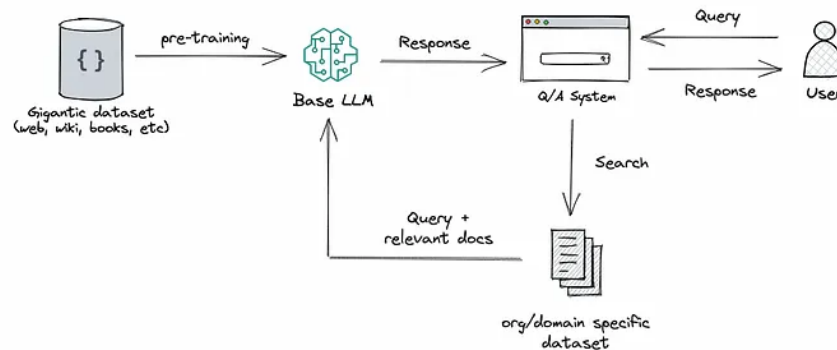 Query
pre-training
Response
{}
Response
Base LLM
Q/A System
User
Gigantic dataset
(web, wiki, books, etc)
Search
Query +
relevant docs
org/domain specific
dataset